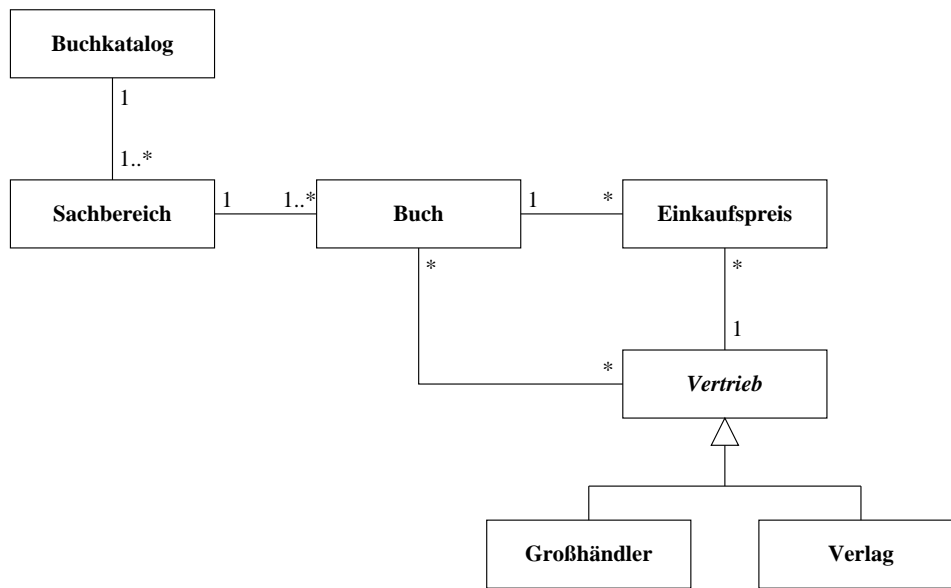 Buchkatalog
1
1..*
Sachbereich
1
1..*
Buch
1
*
Einkaufspreis
*
*
1
*
Vertrieb
Großhändler
Verlag